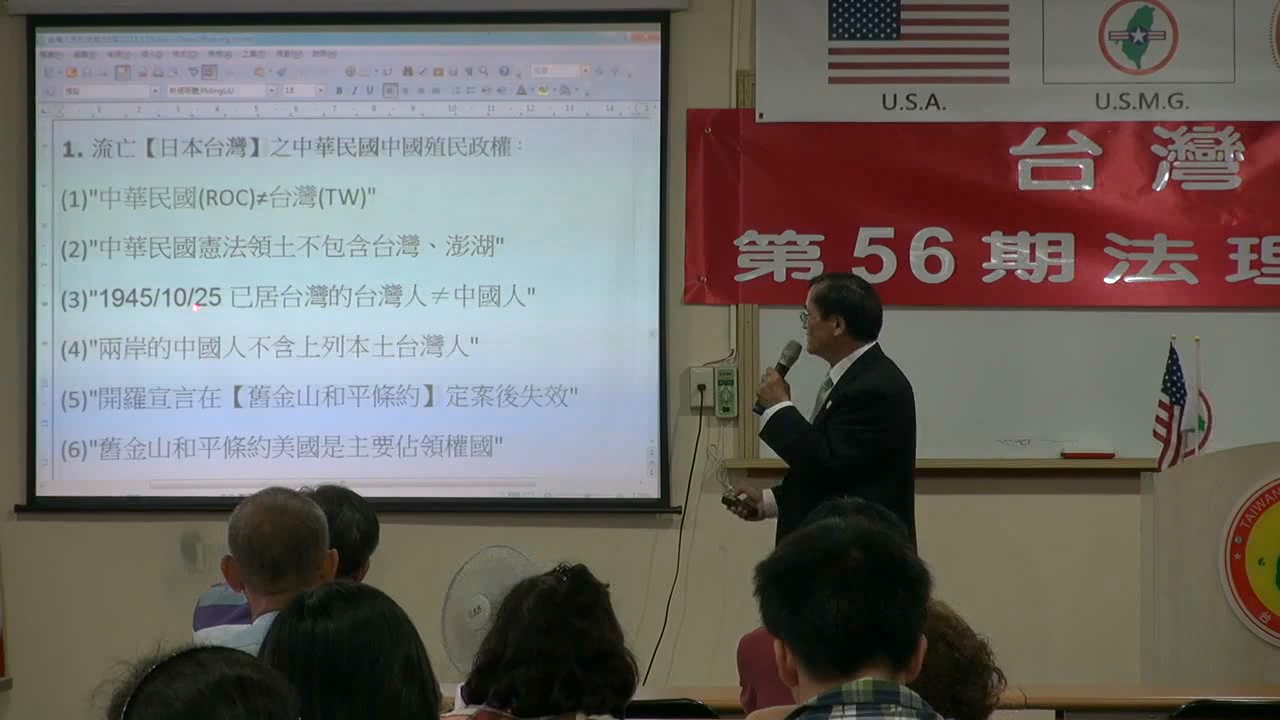 1. 流亡【日本台灣】之中華民國中國殖民政權：
(1)"中華民國(ROC)≠台灣(TW)"
(2)"中華民國憲法領土不包含台灣、澎湖"
(3)"1945/10/25 已居台灣的台灣人≠中國人"
(4)"兩岸的中國人不含上列本土台灣人"
(5)"開羅宣言在【舊金山和平條約】定案後失效"
(6)"舊金山和平條約美國是主要佔領權國"
U.S.A.
U.S.M.G.
台灣
第56期法理
TAIWAN